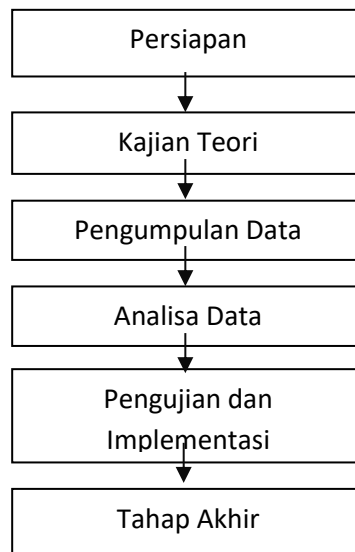 Persiapan
Kajian Teori
Pengumpulan Data
Analisa Data
Pengujian dan
Implementasi
Tahap Akhir